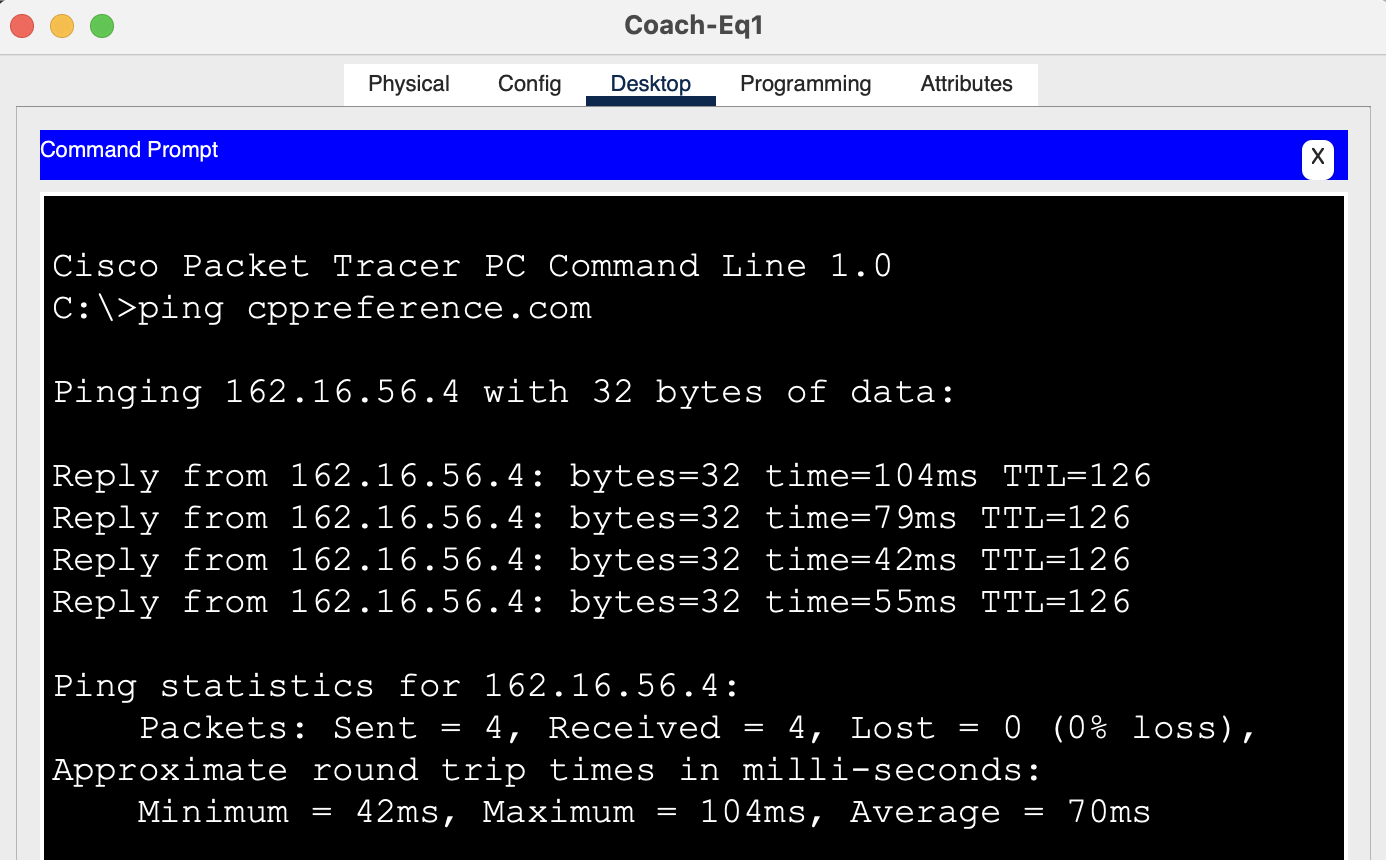 Coach-Eq1
Physical Config Desktop Programming Attributes
Command Prompt
X
Cisco Packet Tracer PC Command Line 1.0
C:\>ping cppreference.com
Pinging 162.16.56.4 with 32 bytes of data:
Reply from 162.16.56.4: bytes=32 time=104ms TTL=126
Reply from 162.16.56.4: bytes=32 time=79ms TTL=126
Reply from 162.16.56.4: bytes=32 time=42ms TTL=126
Reply from 162.16.56.4: bytes=32 time=55ms TTL=126
Ping statistics for 162.16.56.4:
Packets: Sent = 4, Received = 4, Lost = 0 (0% loss),
Approximate round trip times in milli-seconds:
Minimum = 42ms, Maximum = 104ms, Average = 70ms